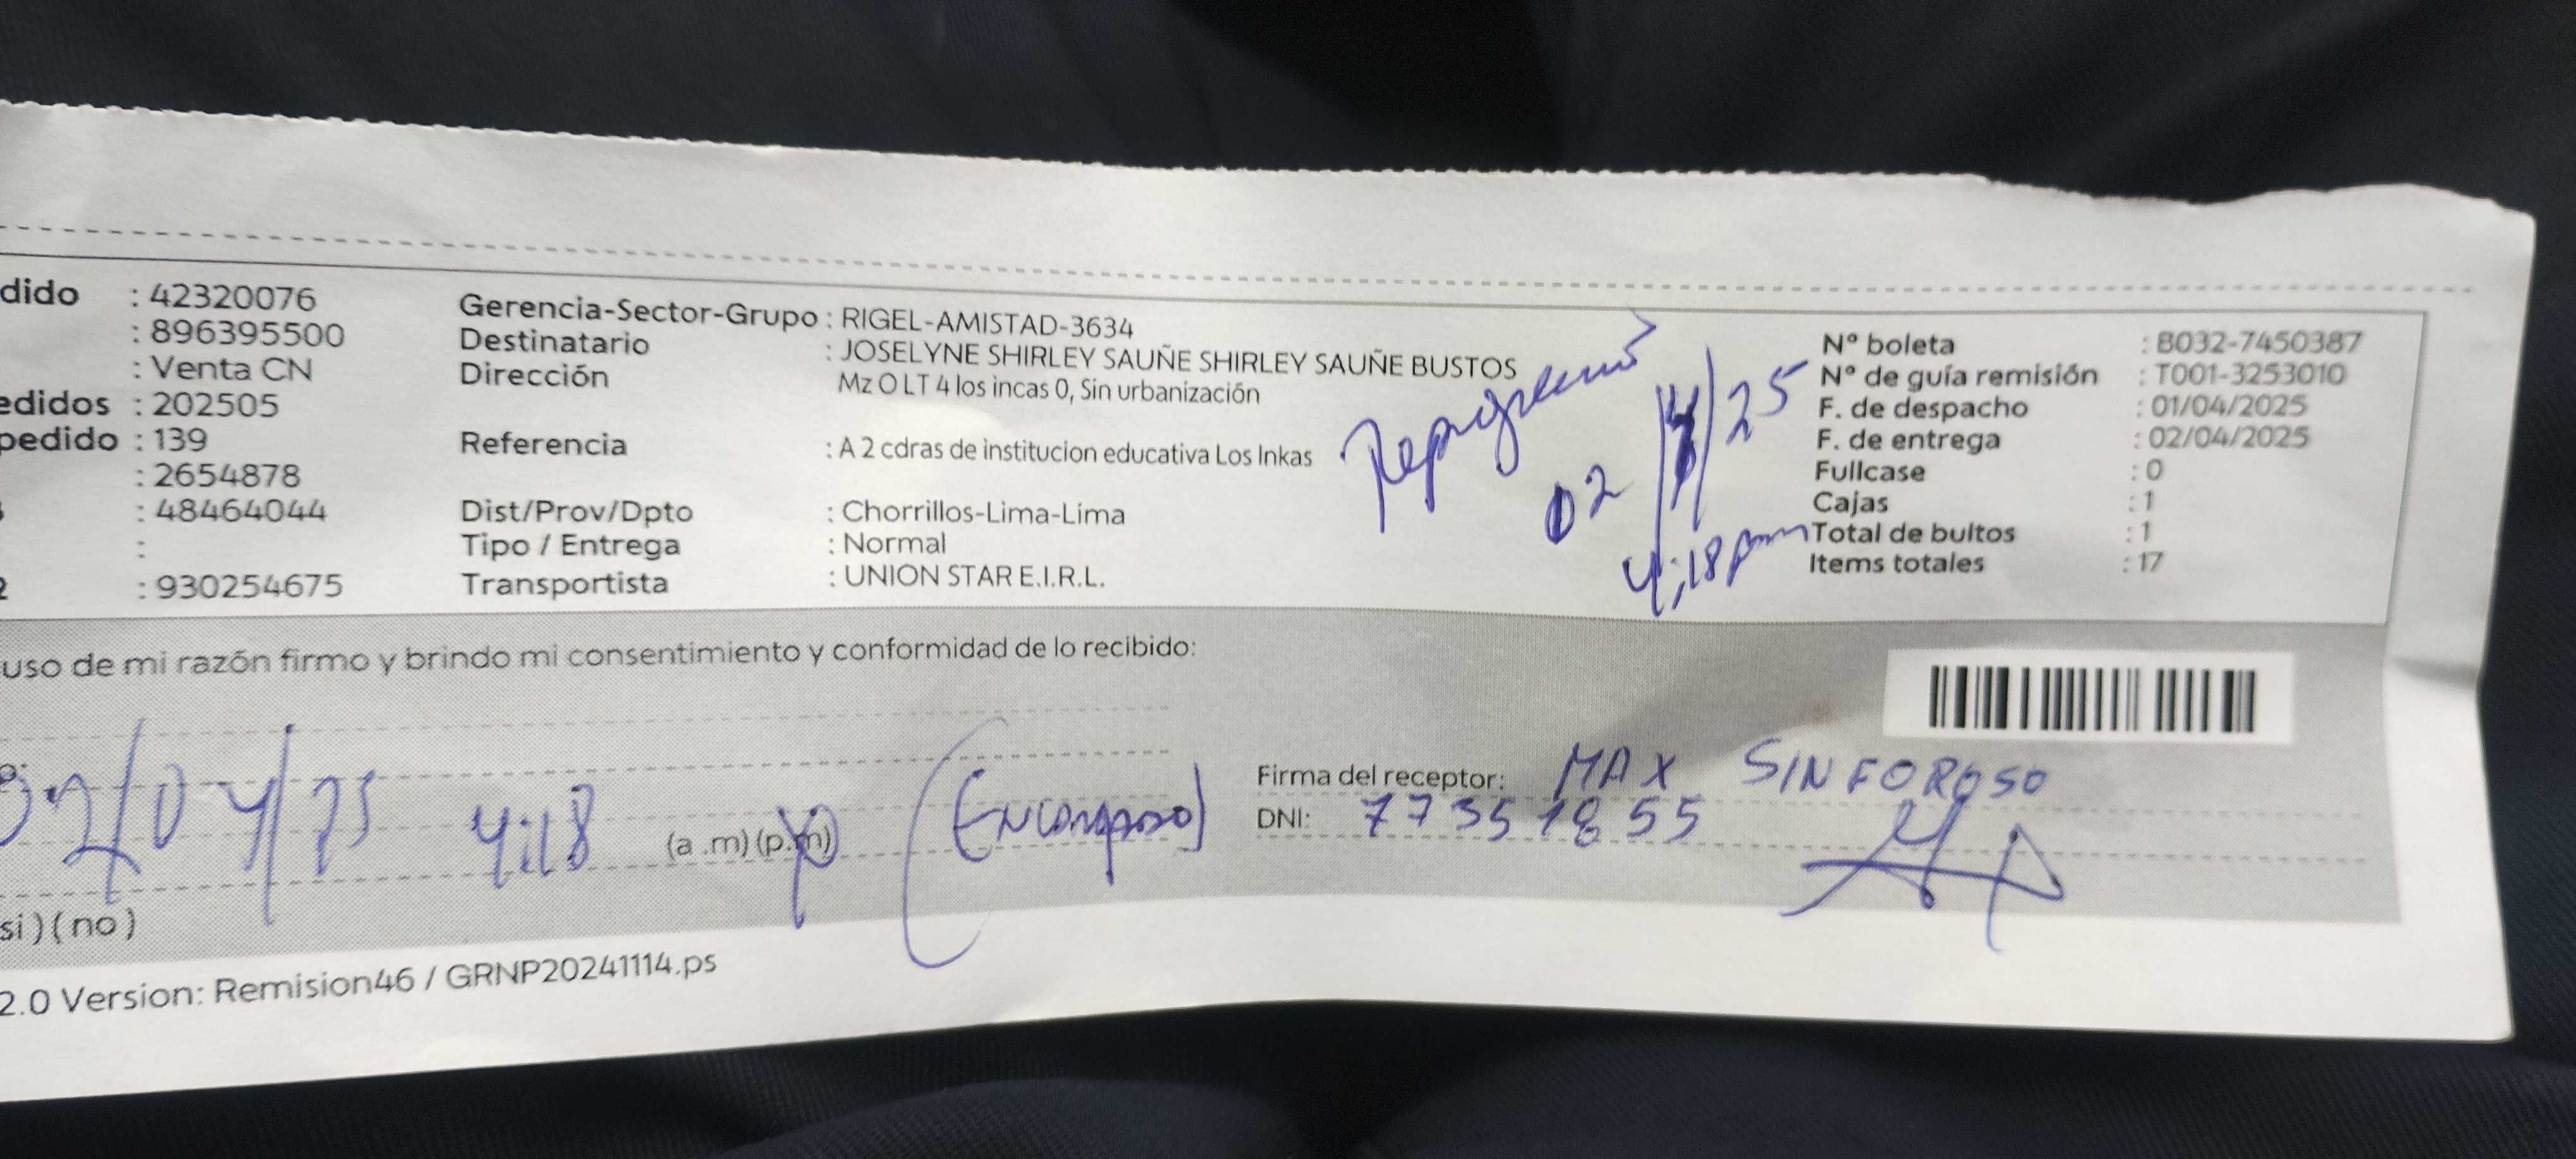 dido : 42320076
: 896395500
: Venta CN
edidos : 202505
pedido : 139
: 2654878
: 48464044
:
2 : 930254675
Gerencia-Sector-Grupo : RIGEL-AMISTAD-3634
Destinatario : JOSELYNE SHIRLEY SAUÑE SHIRLEY SAUÑE BUSTOS
Dirección Mz O LT 4 los incas 0, Sin urbanización
Referencia : A 2 cdras de institucion educativa Los Inkas
Dist/Prov/Dpto : Chorrillos-Lima-Lima
Tipo / Entrega : Normal
Transportista : UNION STAR E.I.R.L.
02/4/25
4:18 pm
N° boleta : B032-7450387
N° de guía remisión : T001-3253010
F. de despacho : 01/04/2025
F. de entrega : 02/04/2025
Fullcase : 0
Cajas : 1
Total de bultos : 1
Items totales : 17
uso de mi razón firmo y brindo mi consentimiento y conformidad de lo recibido:
02/04/25 4:18 (a .m) (p.m)
Firma del receptor: MAX SINFOROSO
DNI: 77351855
si ) ( no )
2.0 Version: Remision46 / GRNP20241114.ps